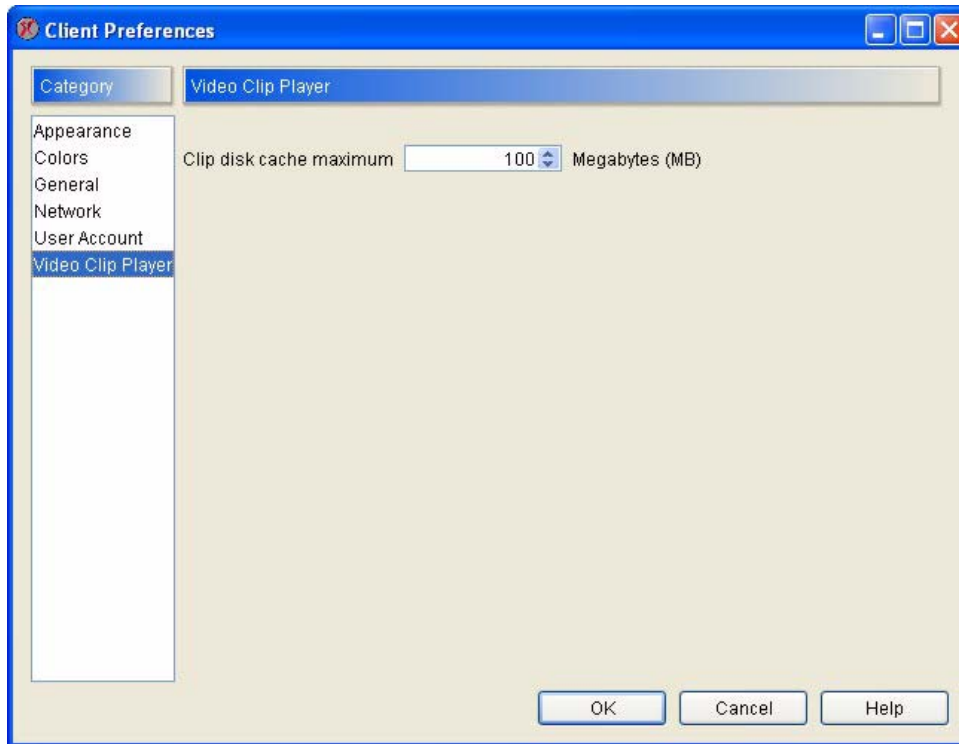 Client Preferences
Category
Video Clip Player
Appearance
Colors
General
Network
User Account
Video Clip Player
Clip disk cache maximum 100 Megabytes (MB)
OK
Cancel
Help